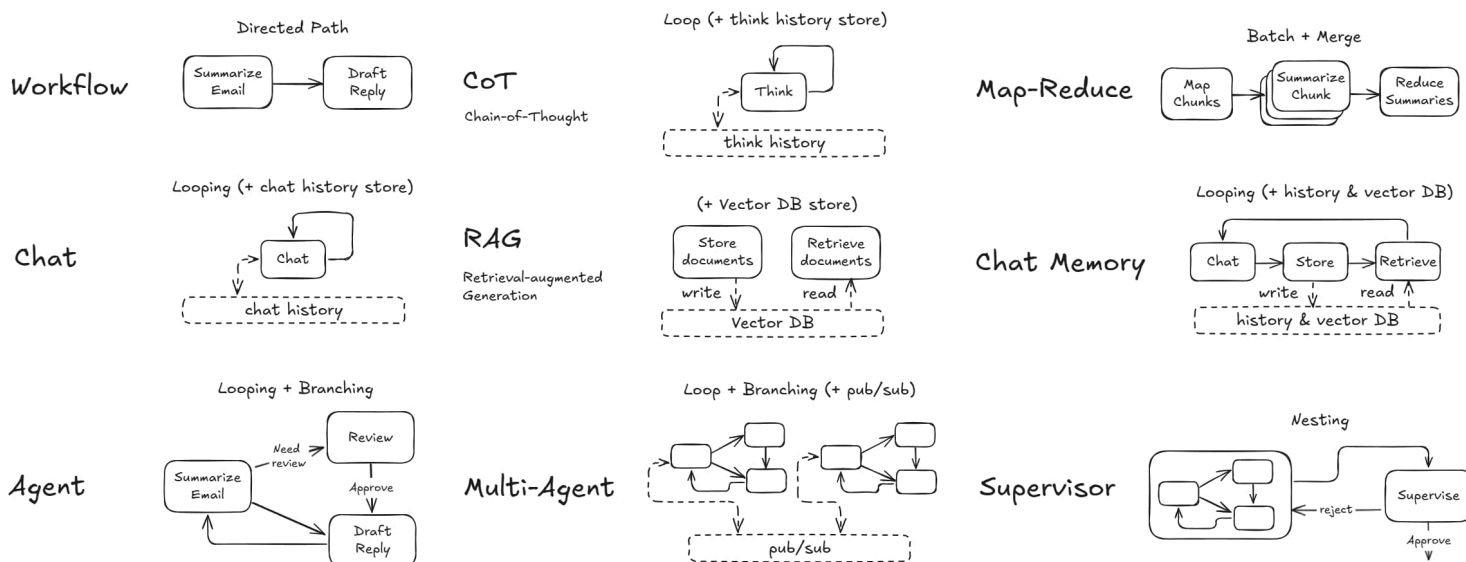 Workflow
Directed Path
Summarize
Email
Draft
Reply
CoT
Chain-of-Thought
Loop (+ think history store)
Think
think history
Map-Reduce
Batch + Merge
Map
Chunks
Summarize
Chunk
Reduce
Summaries
Chat
Looping (+ chat history store)
Chat
chat history
RAG
Retrieval-augmented
Generation
(+ Vector DB store)
Store
documents
Retrieve
documents
write
read
Vector DB
Chat Memory
Looping (+ history & vector DB)
Chat
Store
Retrieve
write
read
history & vector DB
Agent
Looping + Branching
Summarize
Email
Need
review
Review
Approve
Draft
Reply
Multi-Agent
Loop + Branching (+ pub/sub)
pub/sub
Supervisor
Nesting
Supervise
reject
Approve